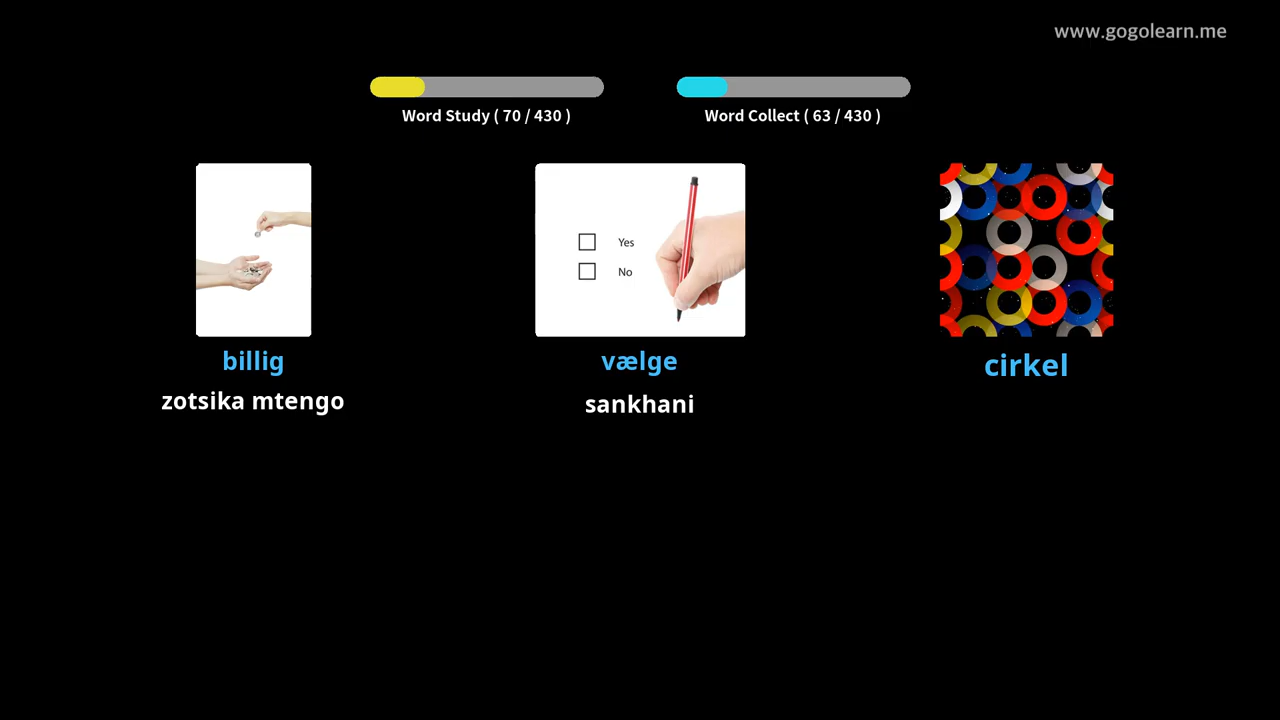 www.gogolearn.me
Word Study ( 70 / 430 )
Word Collect ( 63 / 430 )
Yes
No
billig
vælge
cirkel
zotsika mtengo
sankhani